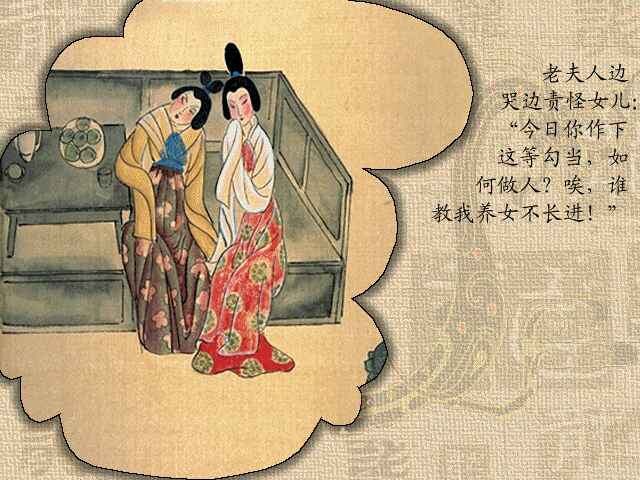 老夫人边
哭边责怪女儿:
“今日你作下
这等勾当，如
何做人？唉，谁
教我养女不长进！”